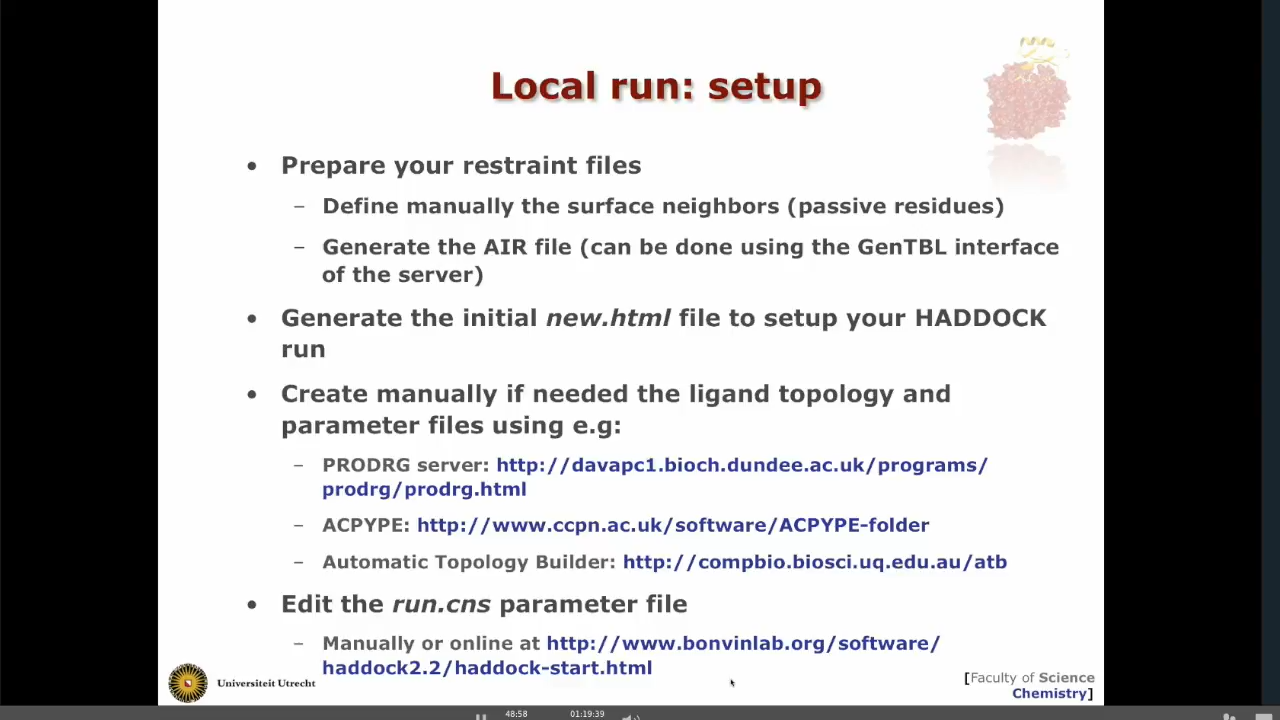 Local run: setup
• Prepare your restraint files
– Define manually the surface neighbors (passive residues)
– Generate the AIR file (can be done using the GenTBL interface
of the server)
• Generate the initial new.html file to setup your HADDOCK
run
• Create manually if needed the ligand topology and
parameter files using e.g:
– PRODRG server: http://davapc1.bioch.dundee.ac.uk/programs/
prodrg/prodrg.html
– ACPYPE: http://www.ccpn.ac.uk/software/ACPYPE-folder
– Automatic Topology Builder: http://compbio.biosci.uq.edu.au/atb
• Edit the run.cns parameter file
– Manually or online at http://www.bonvinlab.org/software/
haddock2.2/haddock-start.html
Universiteit Utrecht
[Faculty of Science
Chemistry]
48:58 01:19:39